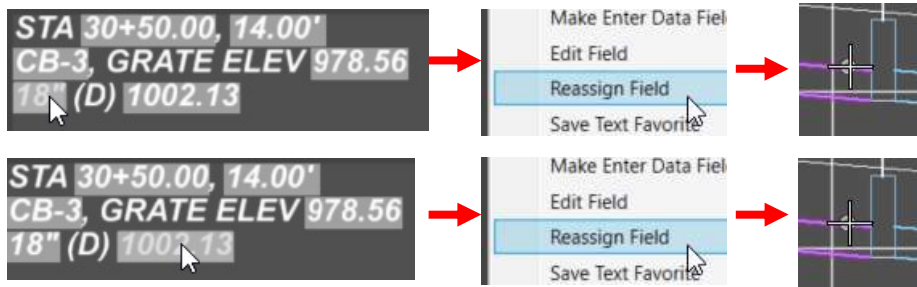 STA 30+50.00, 14.00'
CB-3, GRATE ELEV 978.56
18" (D) 1002.13
Make Enter Data Fiel
Edit Field
Reassign Field
Save Text Favorite
STA 30+50.00, 14.00'
CB-3, GRATE ELEV 978.56
18" (D) 1002.13
Make Enter Data Fiel
Edit Field
Reassign Field
Save Text Favorite